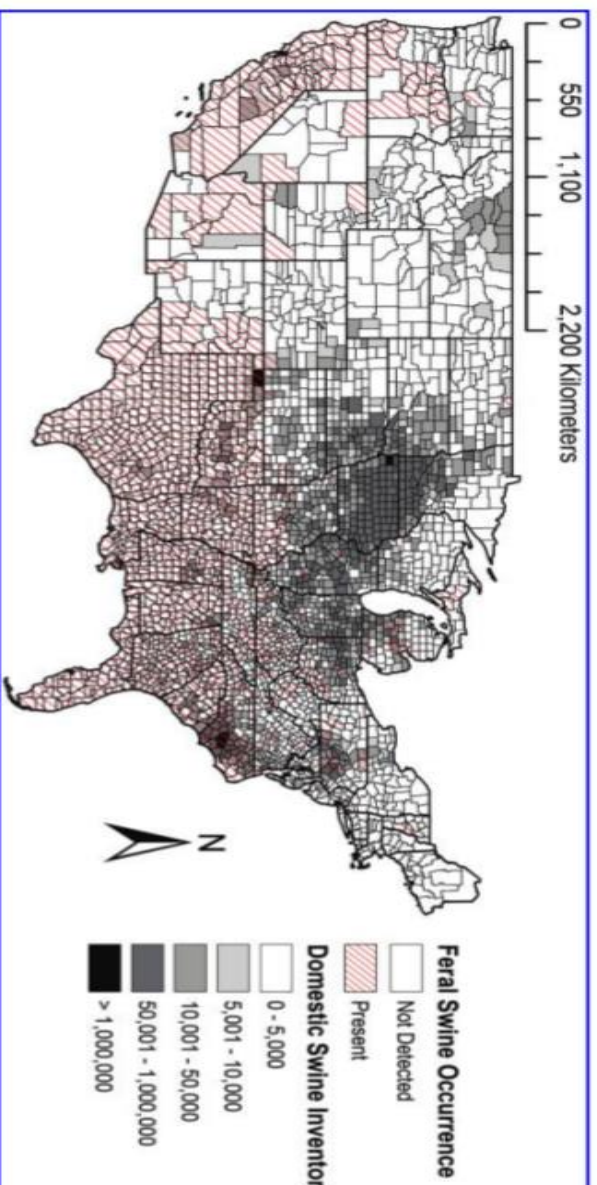 0 550 1,100 2,200 Kilometers
N
Feral Swine Occurrence
Not Detected
Present
Domestic Swine Inventor
0 - 5,000
5,001 - 10,000
10,001 - 50,000
50,001 - 1,000,000
> 1,000,000